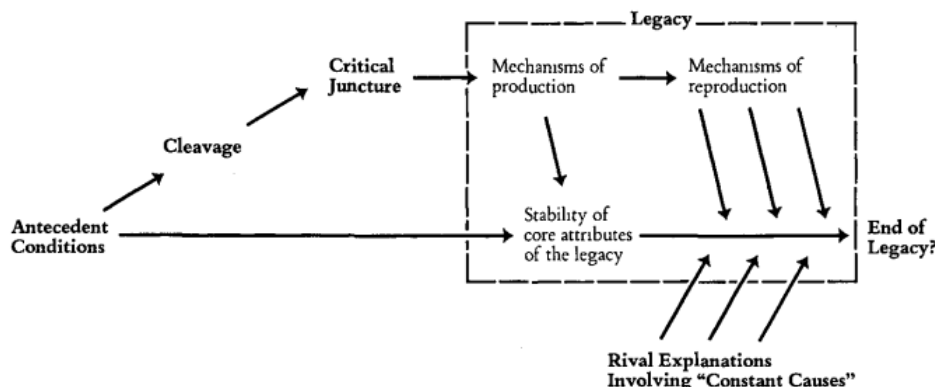 Legacy
Critical
Juncture
Mechanisms of
production
Mechanisms of
reproduction
Cleavage
Antecedent
Conditions
Stability of
core attributes
of the legacy
End of
Legacy?
Rival Explanations
Involving “Constant Causes”